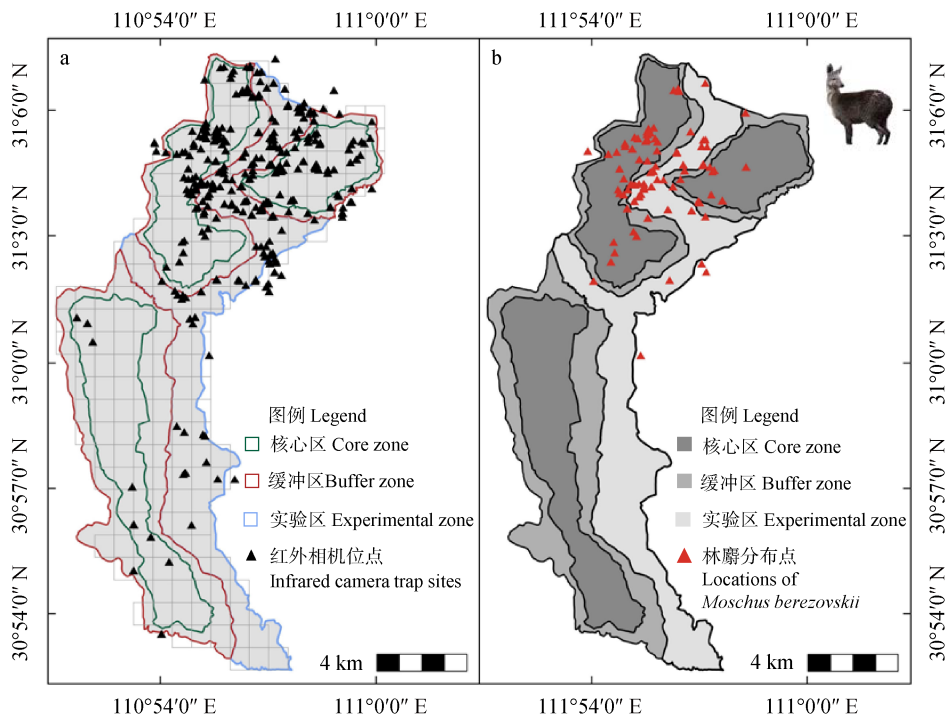 110°54′0″ E
111°0′0″ E
110°54′0″ E
111°0′0″ E
a
b
31°6′0″ N
31°3′0″ N
31°0′0″ N
30°57′0″ N
30°54′0″ N
图例 Legend
核心区 Core zone
缓冲区Buffer zone
实验区 Experimental zone
红外相机位点
Infrared camera trap sites
4 km
图例 Legend
核心区 Core zone
缓冲区 Buffer zone
实验区 Experimental zone
林麝分布点
Locations of
Moschus berezovskii
4 km
31°6′0″ N
31°3′0″ N
31°0′0″ N
30°57′0″ N
30°54′0″ N
110°54′0″ E
111°0′0″ E
110°54′0″ E
111°0′0″ E